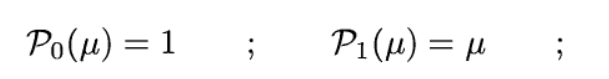 𝒫₀(μ) = 1 ; 𝒫₁(μ) = μ ;